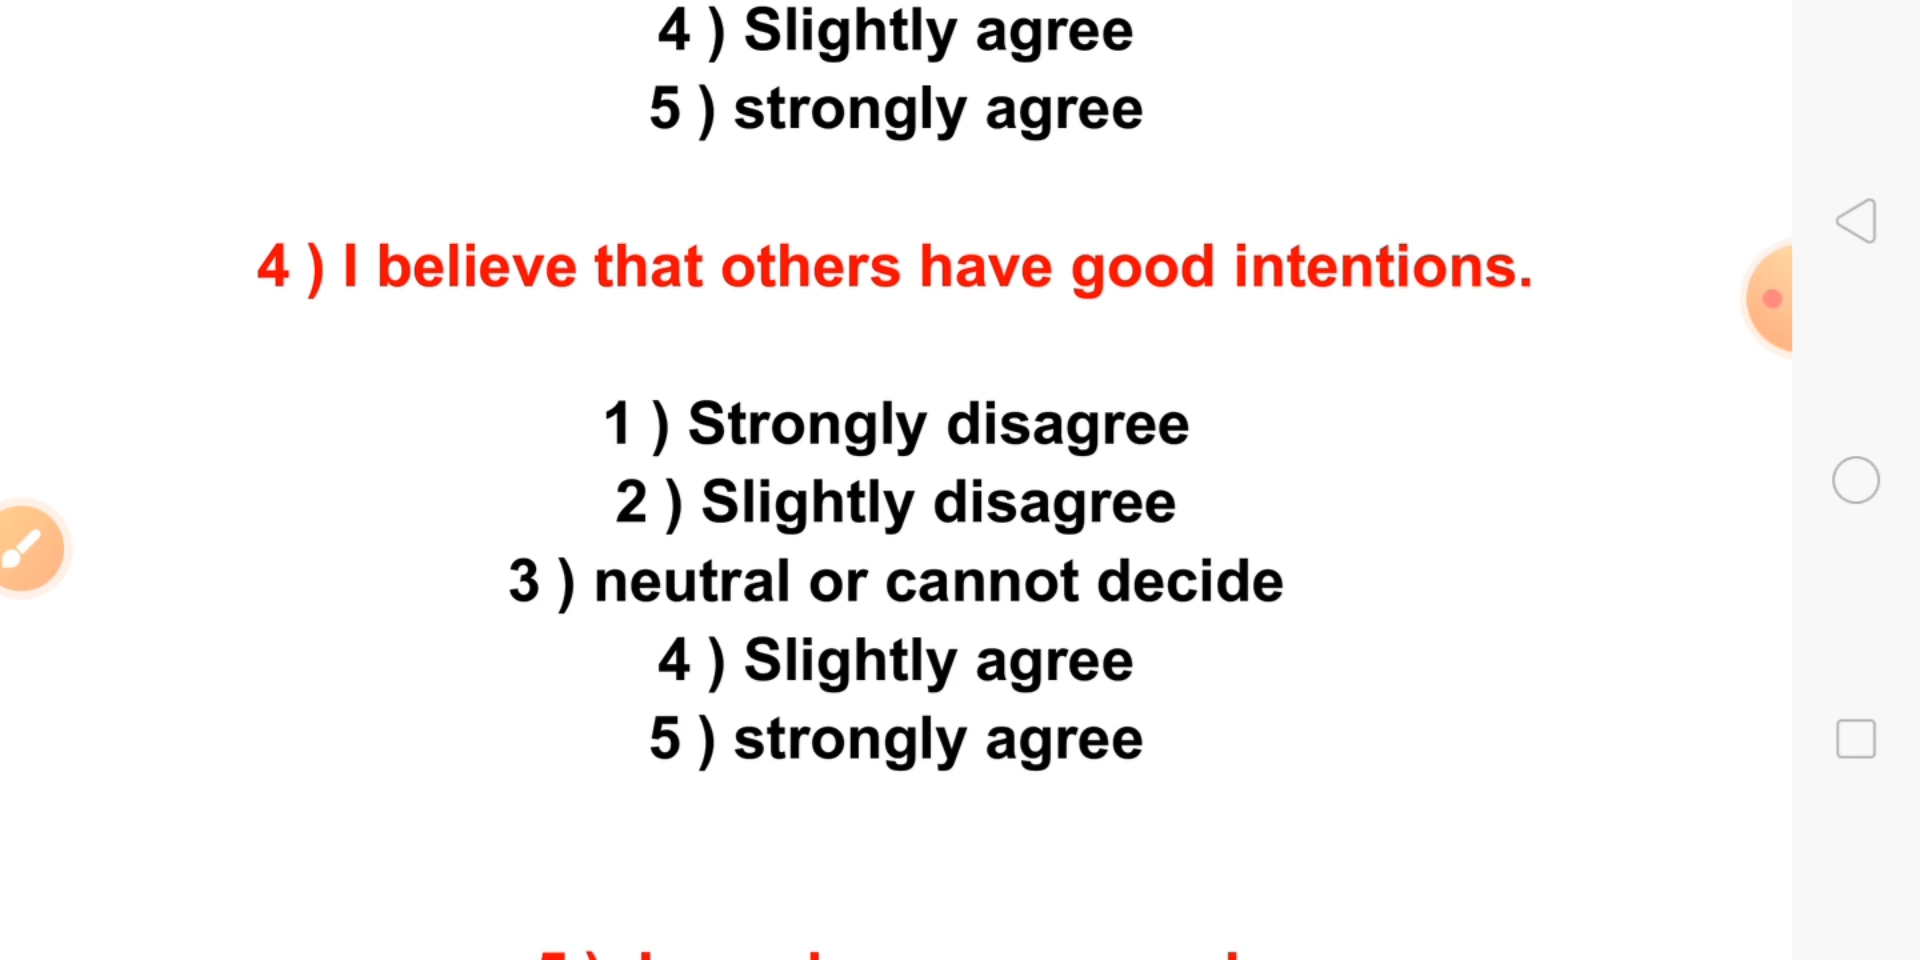 4 ) Slightly agree
5 ) strongly agree
4 ) I believe that others have good intentions.
1 ) Strongly disagree
2 ) Slightly disagree
3 ) neutral or cannot decide
4 ) Slightly agree
5 ) strongly agree